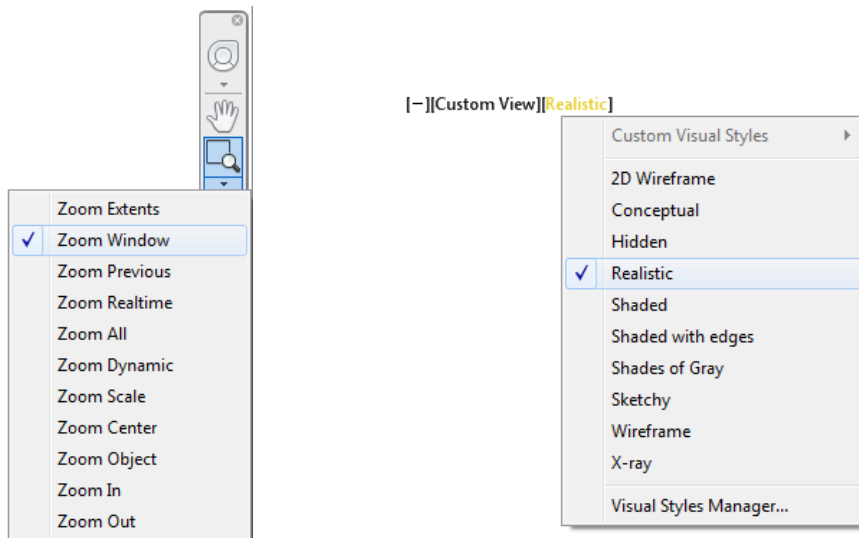 [−][Custom View][Realistic]
Zoom Extents
Zoom Window
Zoom Previous
Zoom Realtime
Zoom All
Zoom Dynamic
Zoom Scale
Zoom Center
Zoom Object
Zoom In
Zoom Out
Custom Visual Styles
2D Wireframe
Conceptual
Hidden
Realistic
Shaded
Shaded with edges
Shades of Gray
Sketchy
Wireframe
X-ray
Visual Styles Manager...